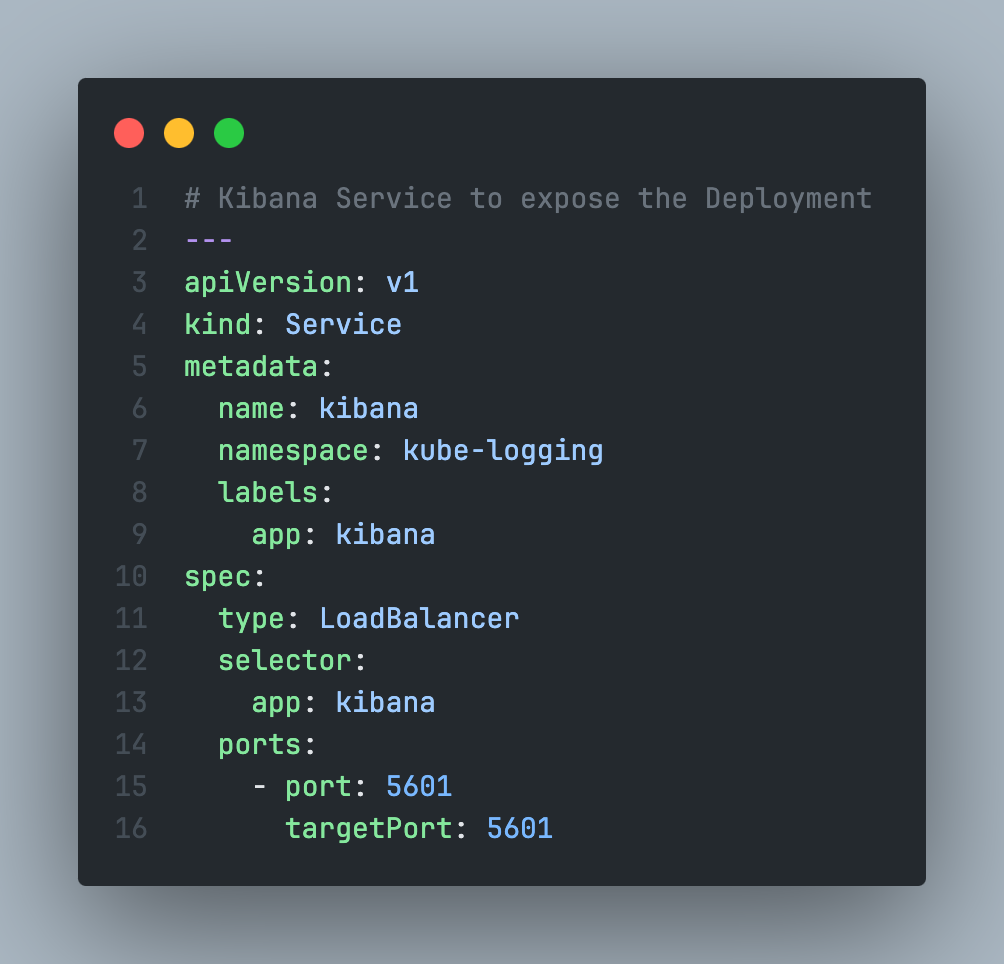 1 # Kibana Service to expose the Deployment
2 ---
3 apiVersion: v1
4 kind: Service
5 metadata:
6   name: kibana
7   namespace: kube-logging
8   labels:
9     app: kibana
10 spec:
11   type: LoadBalancer
12   selector:
13     app: kibana
14   ports:
15     - port: 5601
16       targetPort: 5601